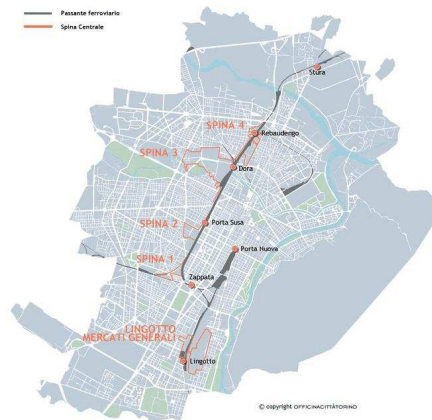 Passante ferroviario
Spina Centrale
Stura
SPINA 4
Rebaudengo
SPINA 3
Dora
SPINA 2
Porta Susa
Porta Nuova
SPINA 1
Zappata
LINGOTTO
MERCATI GENERALI
Lingotto
© copyright OFFICINACITTÀTORINO